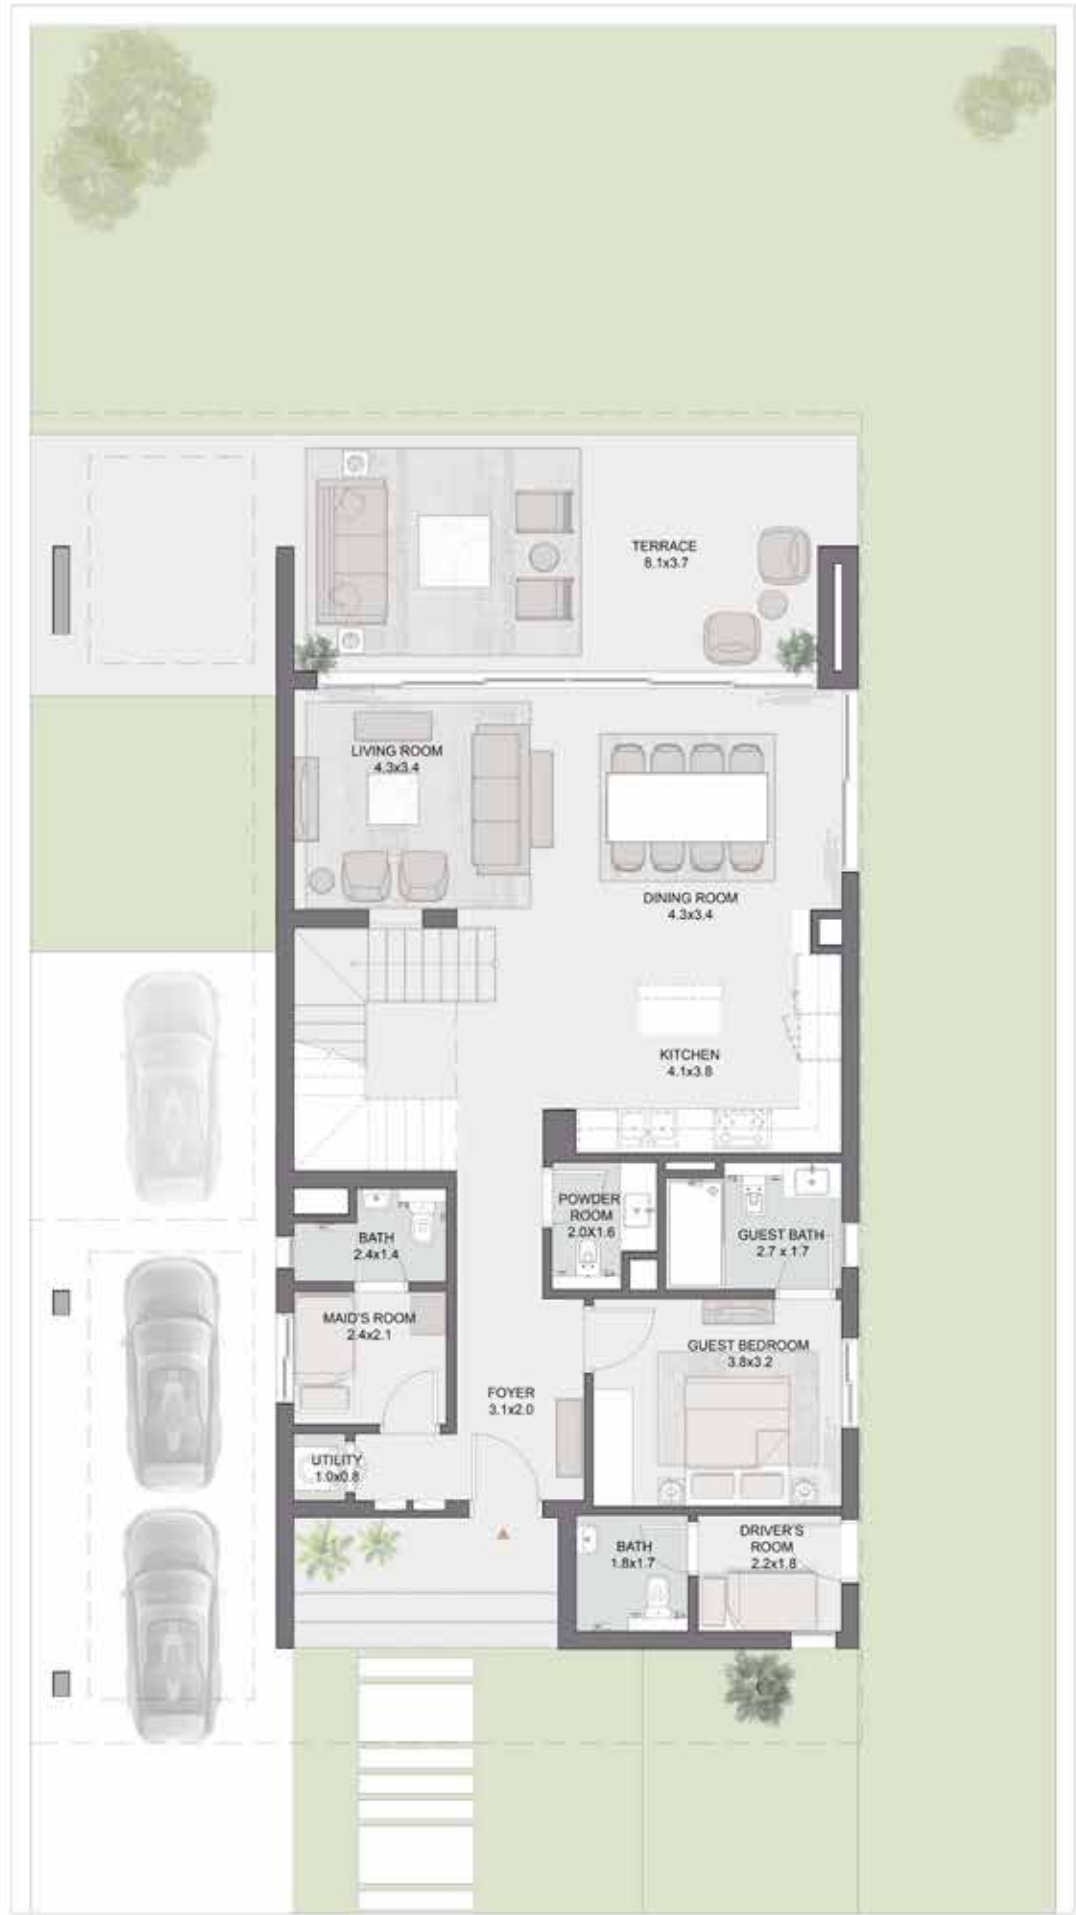 TERRACE
8.1x3.7
LIVING ROOM
4.3x3.4
DINING ROOM
4.3x3.4
KITCHEN
4.1x3.8
POWDER
ROOM
2.0X1.6
GUEST BATH
2.7 x 1.7
BATH
2.4x1.4
MAID'S ROOM
2.4x2.1
GUEST BEDROOM
3.8x3.2
FOYER
3.1x2.0
UTILITY
1.0x0.8
BATH
1.8x1.7
DRIVER'S
ROOM
2.2x1.8